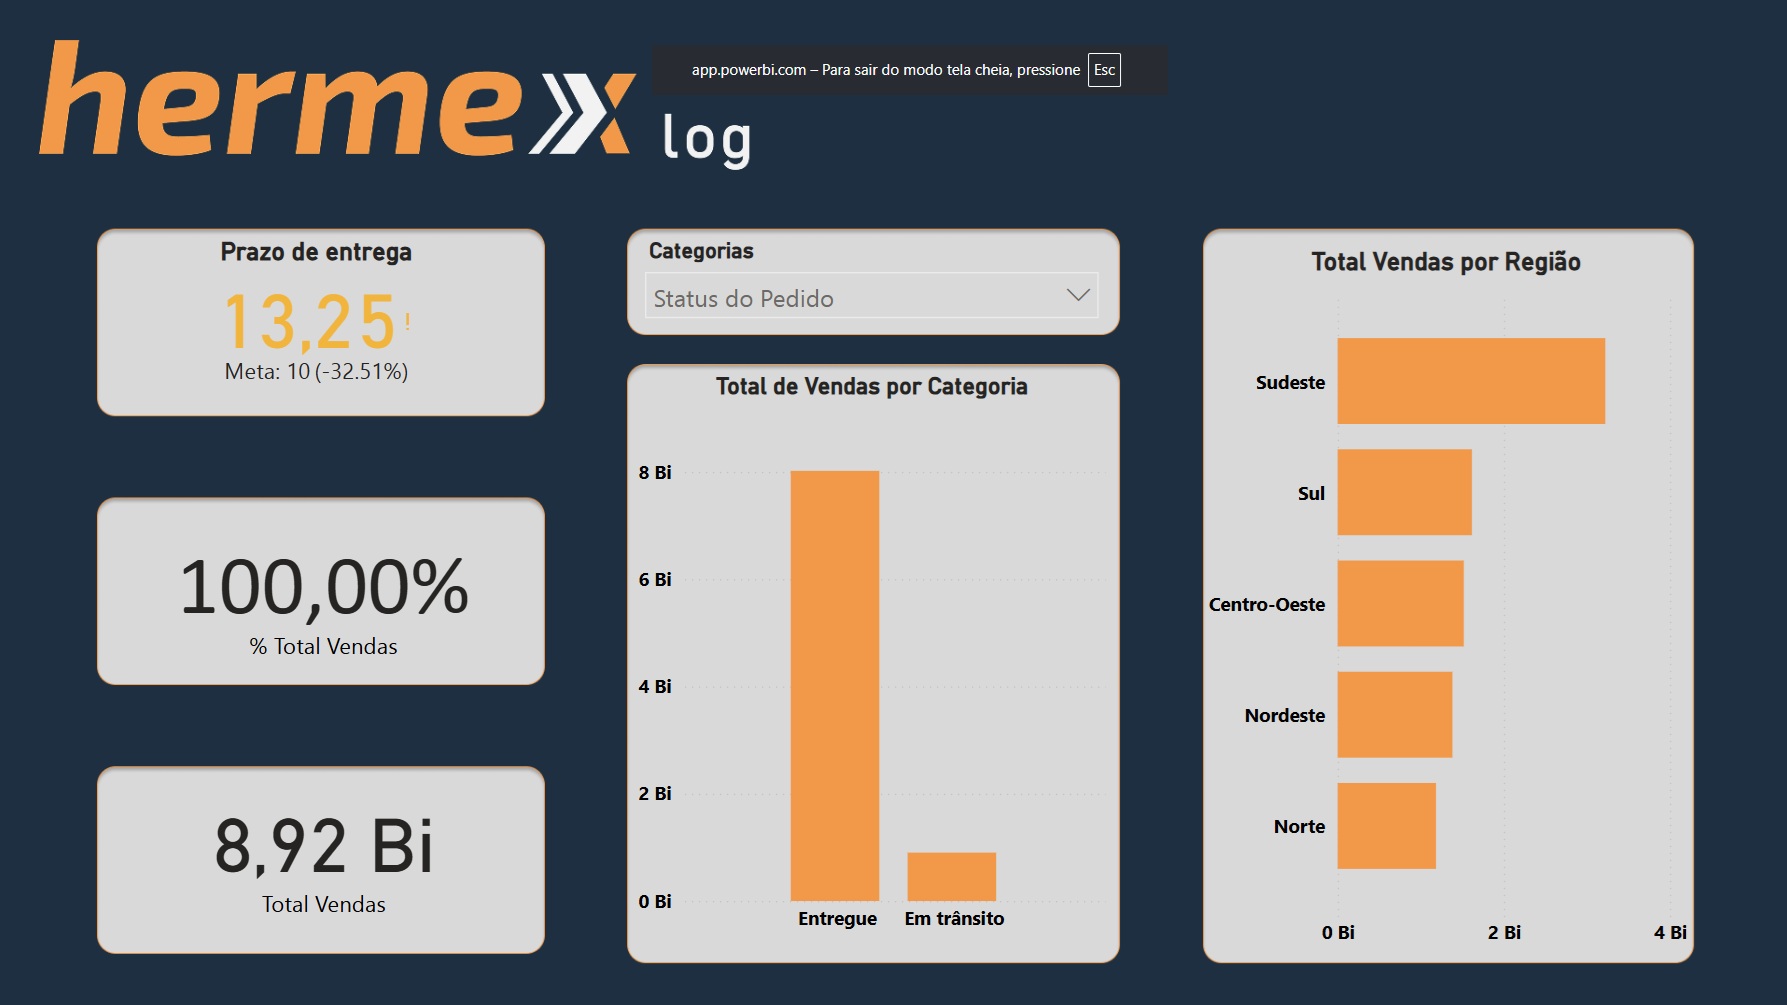 hermex
log
app.powerbi.com – Para sair do modo tela cheia, pressione Esc
Prazo de entrega
13,25 !
Meta: 10 (-32.51%)
100,00%
% Total Vendas
8,92 Bi
Total Vendas
Categorias
Status do Pedido
Total de Vendas por Categoria
8 Bi
6 Bi
4 Bi
2 Bi
0 Bi
Entregue Em trânsito
Total Vendas por Região
Sudeste
Sul
Centro-Oeste
Nordeste
Norte
0 Bi 2 Bi 4 Bi